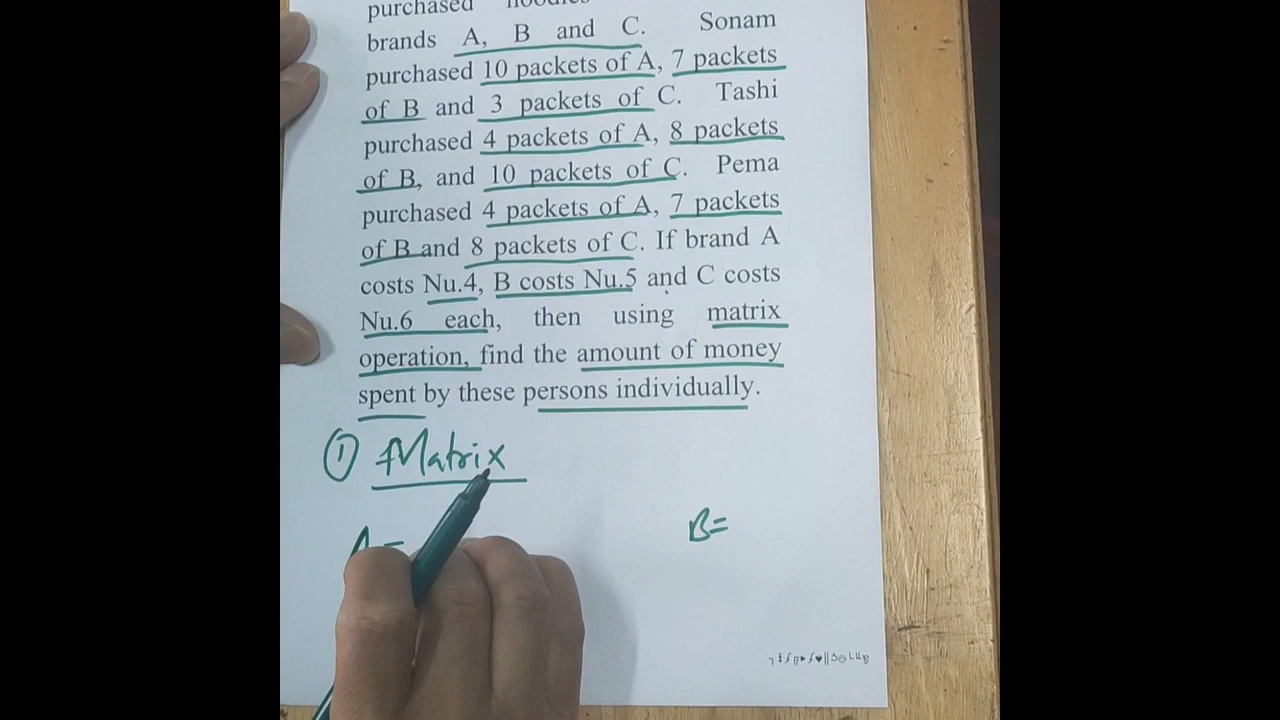 purchased noodles
brands A, B and C. Sonam
purchased 10 packets of A, 7 packets
of B and 3 packets of C. Tashi
purchased 4 packets of A, 8 packets
of B, and 10 packets of C. Pema
purchased 4 packets of A, 7 packets
of B and 8 packets of C. If brand A
costs Nu.4, B costs Nu.5 and C costs
Nu.6 each, then using matrix
operation, find the amount of money
spent by these persons individually.
① Matrix
A =
B=